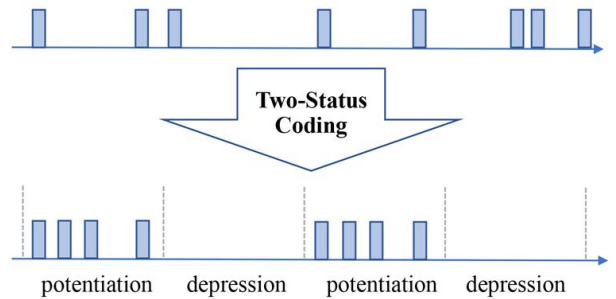 Two-Status
Coding
potentiation depression potentiation depression